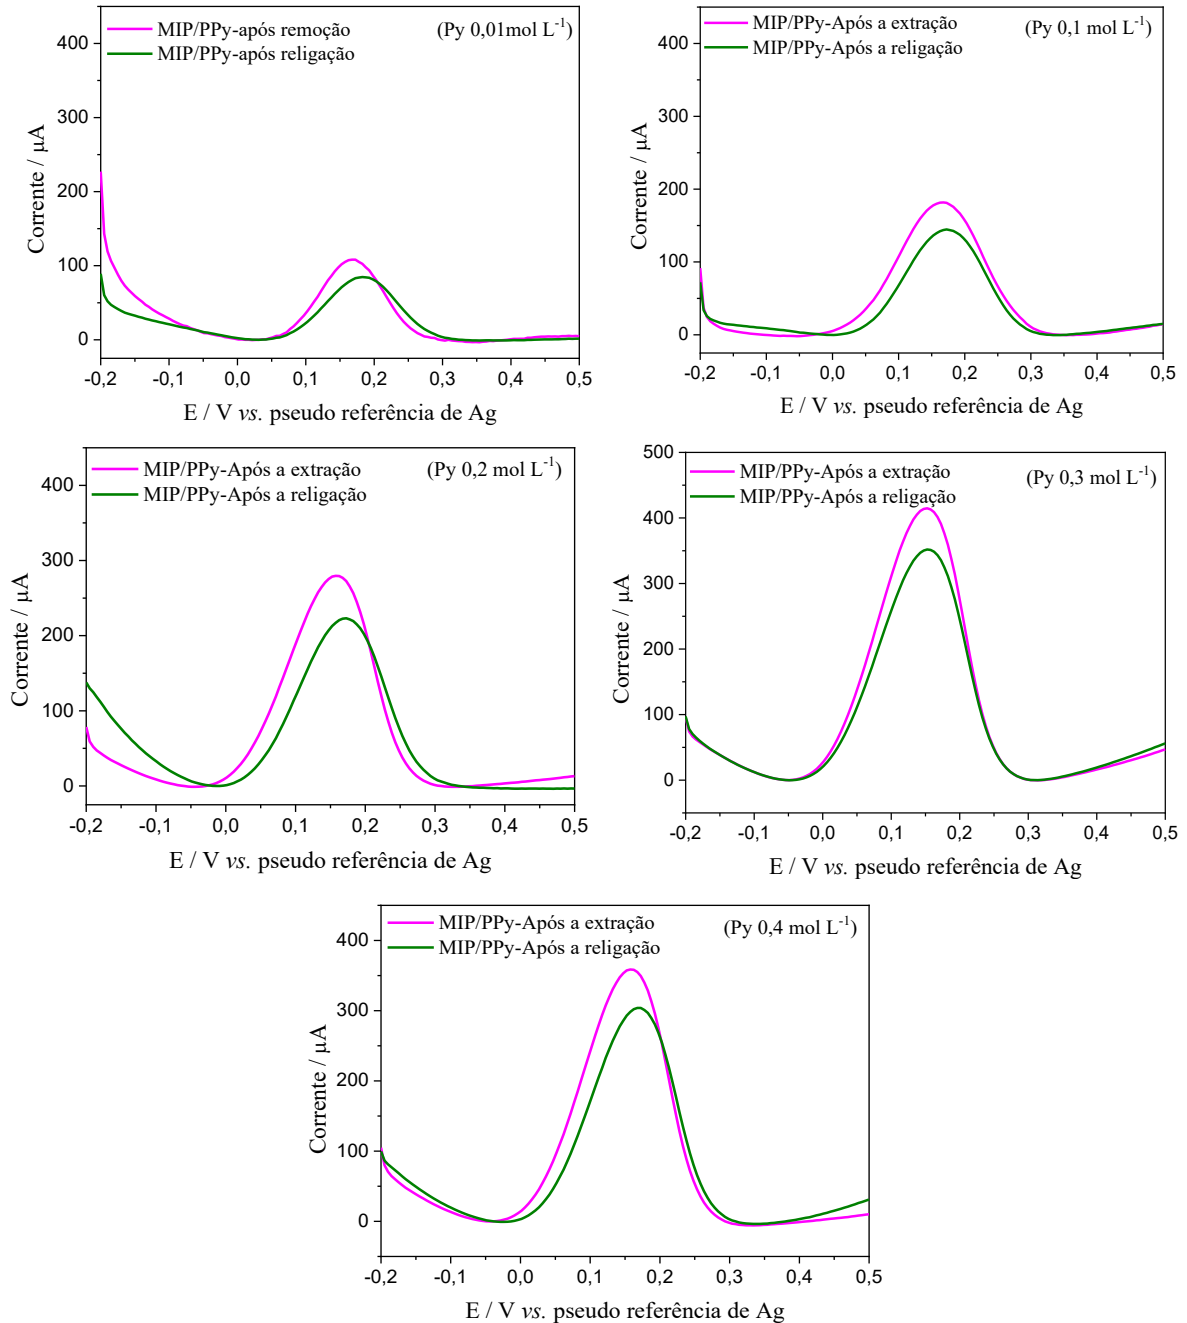 MIP/PPy-após remoção
MIP/PPy-após religação
(Py 0,01mol L⁻¹)
400
300
200
100
0
-0,2 -0,1 0,0 0,1 0,2 0,3 0,4 0,5
Corrente / μA
E / V vs. pseudo referência de Ag
MIP/PPy-Após a extração
MIP/PPy-Após a religação
(Py 0,1 mol L⁻¹)
400
300
200
100
0
-0,2 -0,1 0,0 0,1 0,2 0,3 0,4 0,5
Corrente / μA
E / V vs. pseudo referência de Ag
MIP/PPy-Após a extração
MIP/PPy-Após a religação
(Py 0,2 mol L⁻¹)
400
300
200
100
0
-0,2 -0,1 0,0 0,1 0,2 0,3 0,4 0,5
Corrente / μA
E / V vs. pseudo referência de Ag
MIP/PPy-Após a extração
MIP/PPy-Após a religação
(Py 0,3 mol L⁻¹)
500
400
300
200
100
0
-0,2 -0,1 0,0 0,1 0,2 0,3 0,4 0,5
Corrente / μA
E / V vs. pseudo referência de Ag
MIP/PPy-Após a extração
MIP/PPy-Após a religação
(Py 0,4 mol L⁻¹)
400
300
200
100
0
-0,2 -0,1 0,0 0,1 0,2 0,3 0,4 0,5
Corrente / μA
E / V vs. pseudo referência de Ag